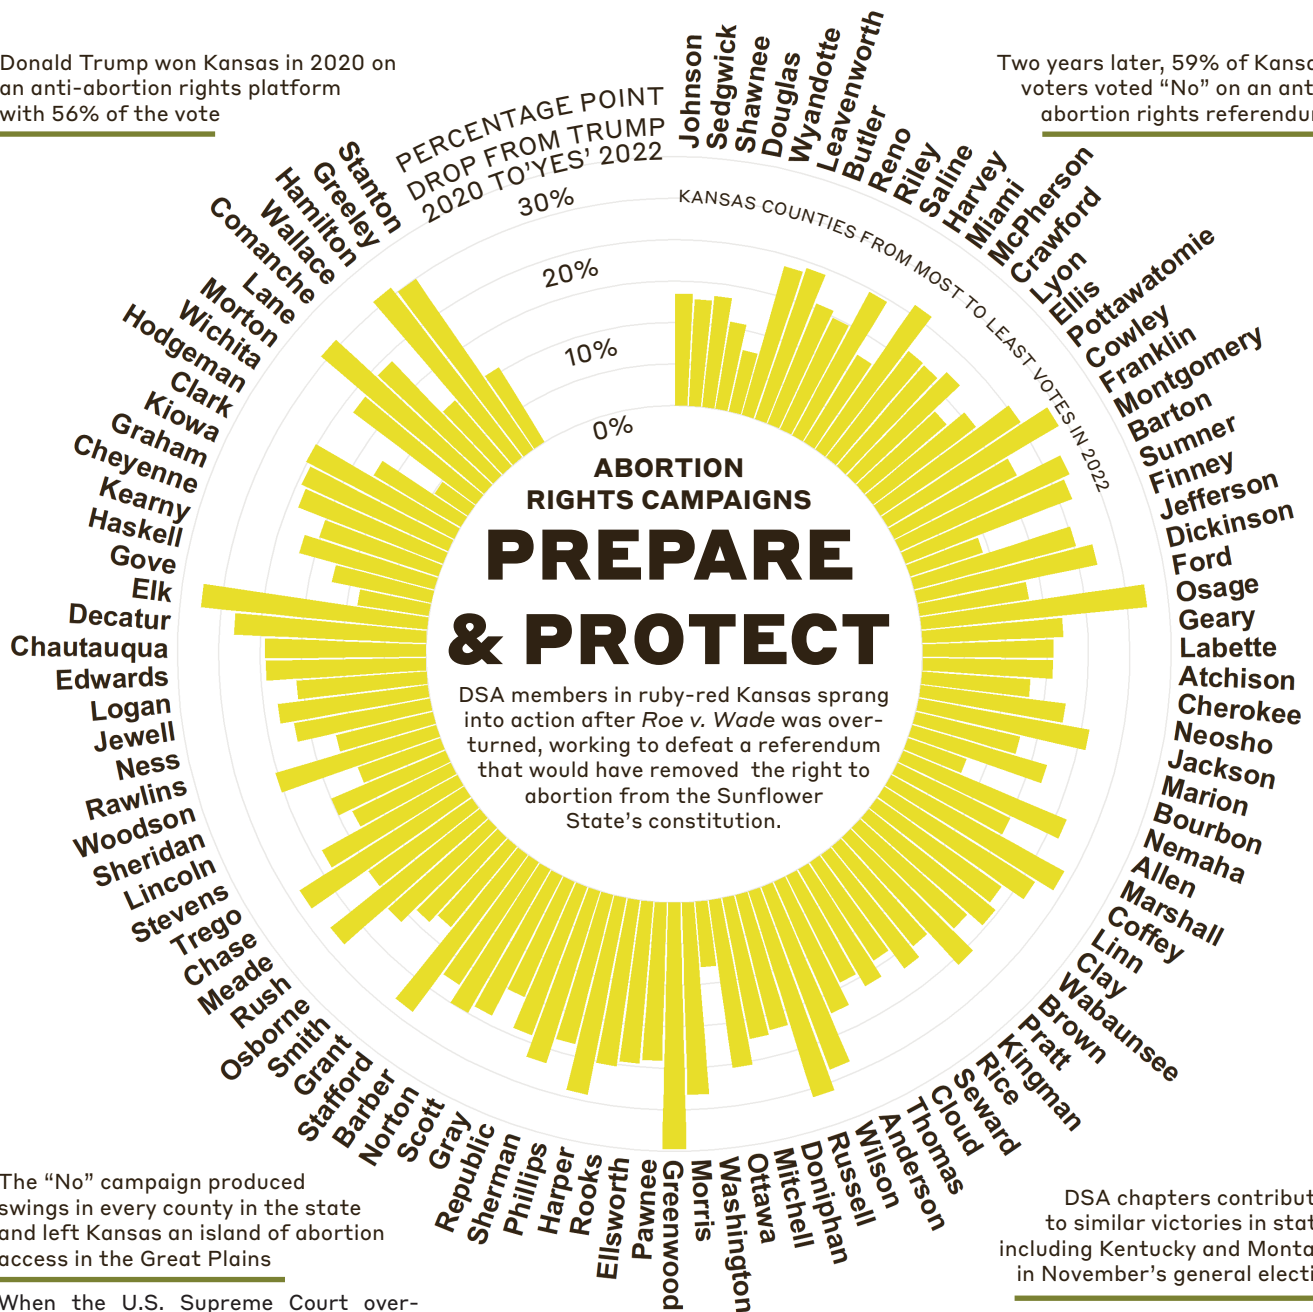 Donald Trump won Kansas in 2020 on
an anti-abortion rights platform
with 56% of the vote
Two years later, 59% of
voters voted “No” on an
abortion rights
PERCENTAGE POINT
DROP FROM TRUMP
2020 TO'YES' 2022
30%
20%
10%
0%
KANSAS COUNTIES FROM MOST TO LEAST VOTES IN 2022
Johnson
Sedgwick
Shawnee
Douglas
Wyandotte
Leavenworth
Butler
Reno
Riley
Saline
Harvey
Miami
McPherson
Crawford
Lyon
Ellis
Pottawatomie
Cowley
Franklin
Montgomery
Barton
Sumner
Finney
Jefferson
Dickinson
Ford
Osage
Geary
Labette
Atchison
Cherokee
Neosho
Jackson
Marion
Bourbon
Nemaha
Allen
Marshall
Coffey
Linn
Clay
Wabaunsee
Brown
Pratt
Kingman
Rice
Seward
Cloud
Thomas
Anderson
Wilson
Russell
Doniphan
Mitchell
Ottawa
Washington
Morris
Greenwood
Pawnee
Ellsworth
Rooks
Harper
Phillips
Sherman
Republic
Gray
Scott
Norton
Barber
Stafford
Grant
Smith
Osborne
Rush
Meade
Chase
Trego
Stevens
Lincoln
Sheridan
Woodson
Rawlins
Ness
Jewell
Logan
Edwards
Chautauqua
Decatur
Elk
Gove
Haskell
Kearny
Cheyenne
Graham
Kiowa
Clark
Hodgeman
Wichita
Morton
Lane
Comanche
Wallace
Hamilton
Greeley
Stanton
ABORTION
RIGHTS CAMPAIGNS
PREPARE
& PROTECT
DSA members in ruby-red Kansas sprang
into action after Roe v. Wade was over-
turned, working to defeat a referendum
that would have removed the right to
abortion from the Sunflower
State’s constitution.
The “No” campaign produced
swings in every county in the state
and left Kansas an island of abortion
access in the Great Plains
When the U.S. Supreme Court over-
DSA chapters
to similar victories in
including Kentucky and
in November’s general